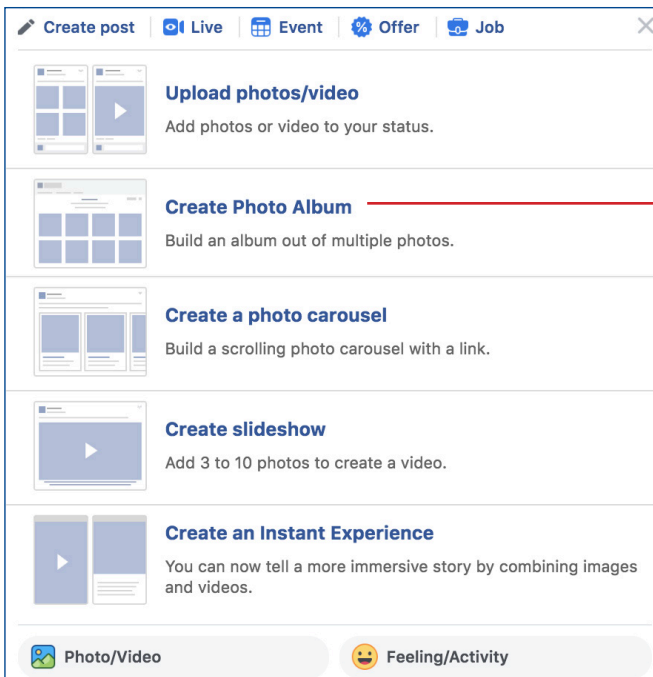 Create post Live Event Offer Job
Upload photos/video
Add photos or video to your status.
Create Photo Album
Build an album out of multiple photos.
Create a photo carousel
Build a scrolling photo carousel with a link.
Create slideshow
Add 3 to 10 photos to create a video.
Create an Instant Experience
You can now tell a more immersive story by combining images
and videos.
Photo/Video Feeling/Activity